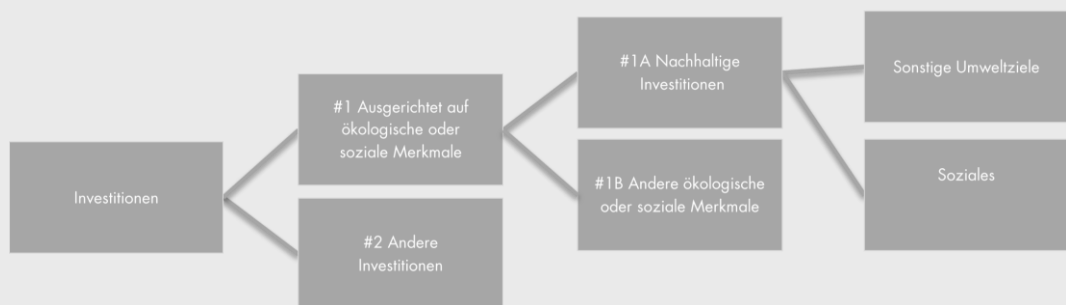 Investitionen
#1 Ausgerichtet auf
ökologische oder
soziale Merkmale
#2 Andere
Investitionen
#1A Nachhaltige
Investitionen
#1B Andere ökologische
oder soziale Merkmale
Sonstige Umweltziele
Soziales